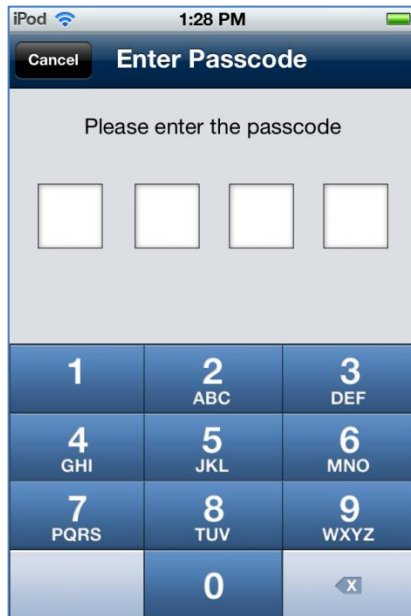 iPod 1:28 PM
Cancel Enter Passcode
Please enter the passcode
1 2 3
ABC DEF
4 5 6
GHI JKL MNO
7 8 9
PQRS TUV WXYZ
0 X